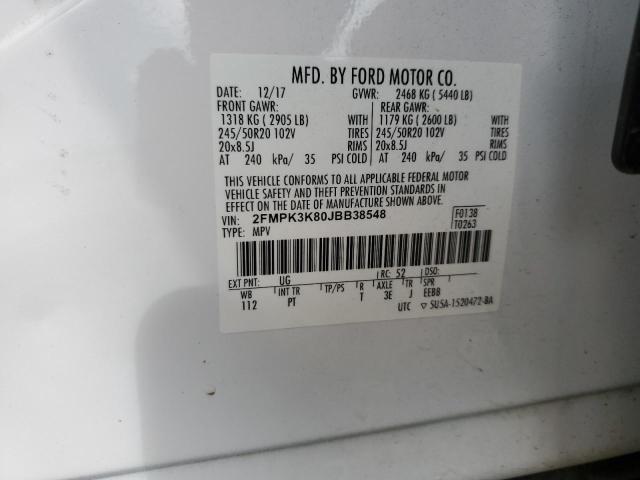 MFD. BY FORD MOTOR CO.
DATE: 12/17 GVWR: 2468 KG ( 5440 LB)
FRONT GAWR: REAR GAWR:
1318 KG ( 2905 LB) WITH 1179 KG ( 2600 LB) WITH
245/50R20 102V TIRES 245/50R20 102V TIRES
20x8.5J RIMS 20x8.5J RIMS
AT 240 kPa/ 35 PSI COLD AT 240 kPa/ 35 PSI COLD
THIS VEHICLE CONFORMS TO ALL APPLICABLE FEDERAL MOTOR
VEHICLE SAFETY AND THEFT PREVENTION STANDARDS IN
EFFECT ON THE DATE OF MANUFACTURE SHOWN ABOVE.
VIN: 2FMPK3K80JBB38548 F0138
TYPE: MPV T0263
EXT PNT: UG RC: 52 DSO:
WB INT TR TP/PS R AXLE TR SPR
112 PT T 3E J EEBB
UTC ▽ SU5A-1520472-BA